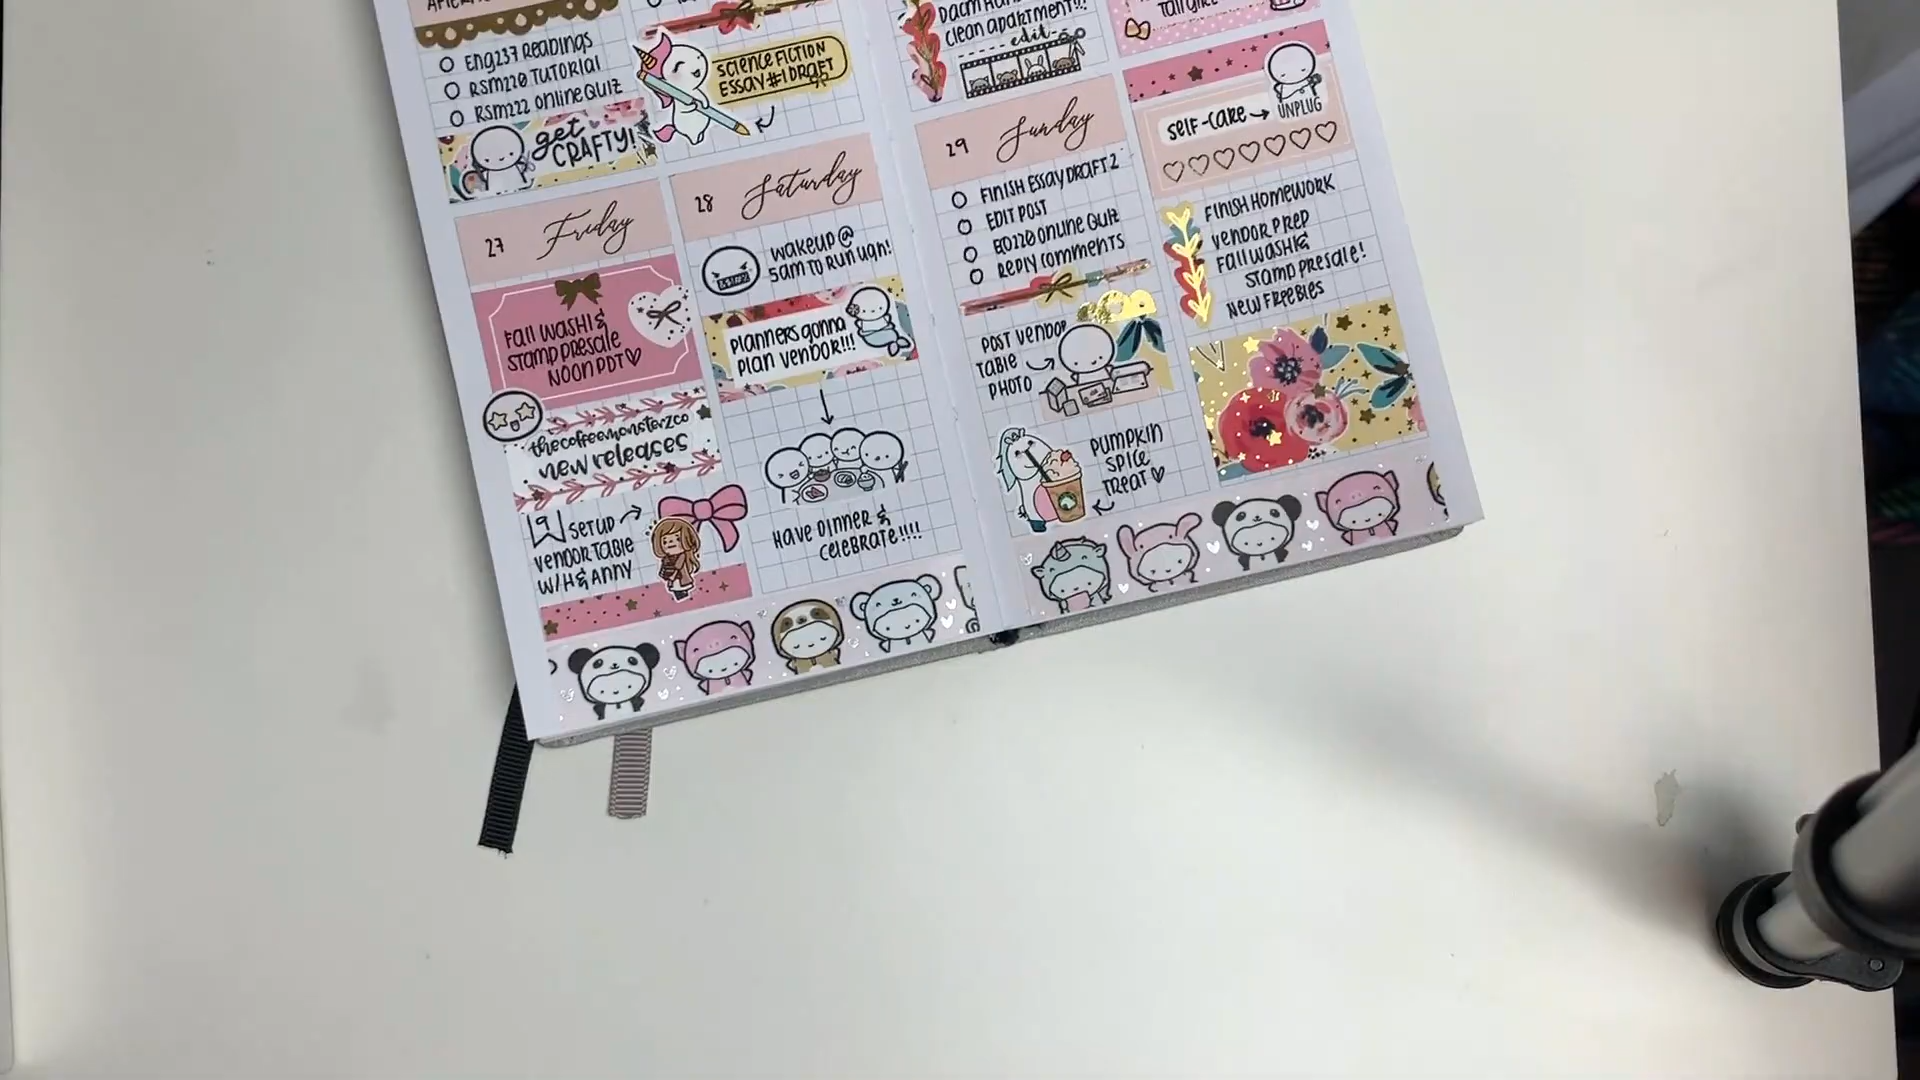 ENG237 READINGS
RSM220 TUTORIAL
RSM222 ONLINE QUIZ
get
CRAFTY!
SCIENCE FICTION
ESSAY #1 DRAFT
27 Friday
FALL WASHI &
STAMP PRESALE
NOON PDT♡
thecoffeemonsterzco
new releases
9
SETUP
VENDOR TABLE
W/H & ANNY
28 Saturday
WAKEUP @
5AM TO RUN UGN!
PLANNERS GONNA
PLAN VENDOR!!!
HAVE DINNER &
CELEBRATE!!!!
CLEAN APARTMENT!!!
edit
29 Sunday
FINISH ESSAY DRAFT 2
EDIT POST
ECO220 ONLINE QUIZ
REPLY COMMENTS
POST VENDOR
TABLE
PHOTO
PUMPKIN
SPICE
TREAT♡
SELF-CARE → UNPLUG
FINISH HOMEWORK
VENDOR PREP
FALL WASHI &
STAMP PRESALE!
NEW FREEBIES